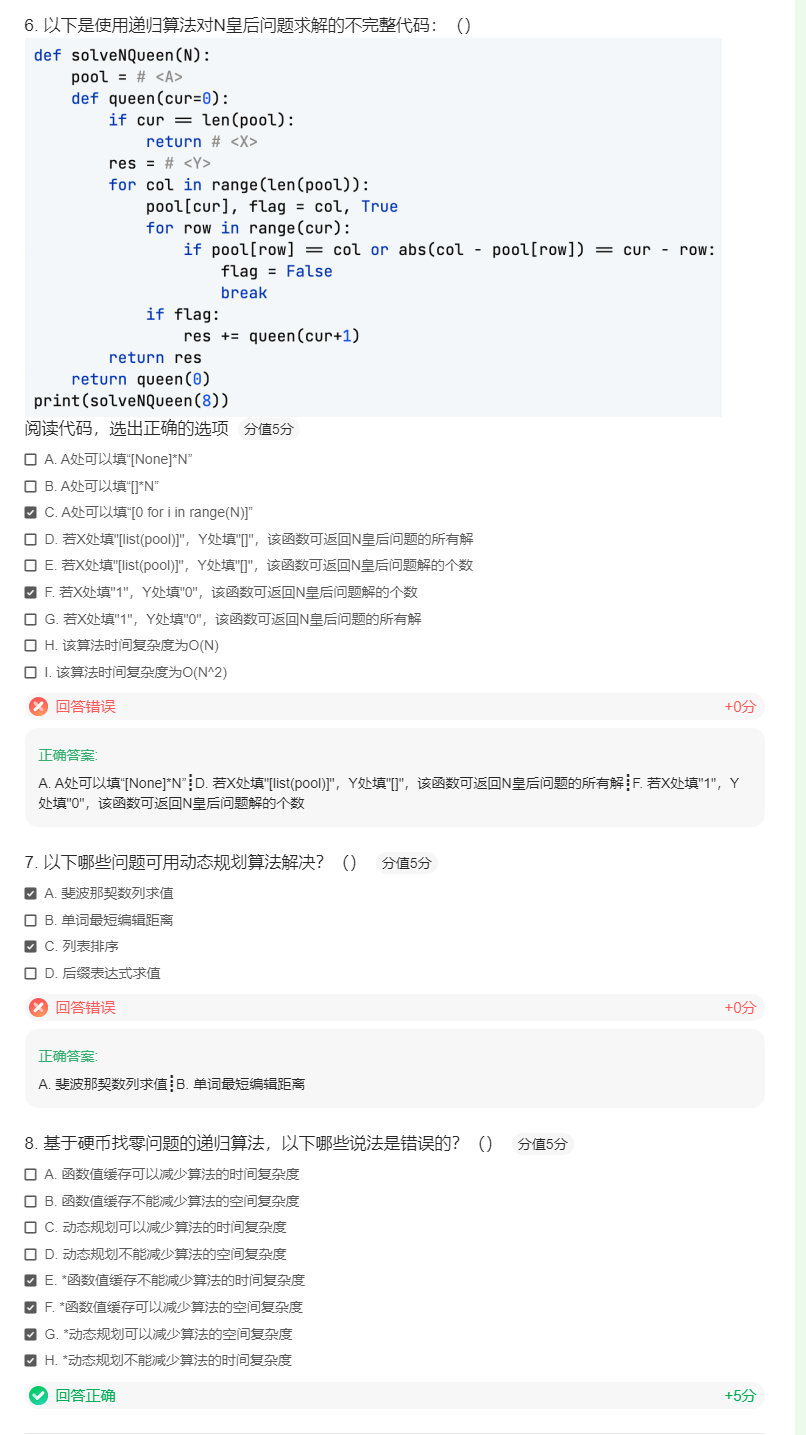 6. 以下是使用递归算法对N皇后问题求解的不完整代码：（）
def solveNQueen(N):
    pool = # <A>
    def queen(cur=0):
        if cur == len(pool):
            return # <X>
        res = # <Y>
        for col in range(len(pool)):
            pool[cur], flag = col, True
            for row in range(cur):
                if pool[row] == col or abs(col - pool[row]) == cur - row:
                    flag = False
                    break
            if flag:
                res += queen(cur+1)
        return res
    return queen(0)
print(solveNQueen(8))
阅读代码，选出正确的选项 分值5分
A. A处可以填“[None]*N”
B. A处可以填“[]*N”
C. A处可以填“[0 for i in range(N)]”
D. 若X处填"[list(pool)]"，Y处填"[]"，该函数可返回N皇后问题的所有解
E. 若X处填"[list(pool)]"，Y处填"[]"，该函数可返回N皇后问题解的个数
F. 若X处填"1"，Y处填"0"，该函数可返回N皇后问题解的个数
G. 若X处填"1"，Y处填"0"，该函数可返回N皇后问题的所有解
H. 该算法时间复杂度为O(N)
I. 该算法时间复杂度为O(N^2)
回答错误 +0分
正确答案:
A. A处可以填“[None]*N”┋D. 若X处填"[list(pool)]"，Y处填"[]"，该函数可返回N皇后问题的所有解┋F. 若X处填"1"，Y
处填"0"，该函数可返回N皇后问题解的个数
7. 以下哪些问题可用动态规划算法解决？（） 分值5分
A. 斐波那契数列求值
B. 单词最短编辑距离
C. 列表排序
D. 后缀表达式求值
回答错误 +0分
正确答案:
A. 斐波那契数列求值┋B. 单词最短编辑距离
8. 基于硬币找零问题的递归算法，以下哪些说法是错误的？（） 分值5分
A. 函数值缓存可以减少算法的时间复杂度
B. 函数值缓存不能减少算法的空间复杂度
C. 动态规划可以减少算法的时间复杂度
D. 动态规划不能减少算法的空间复杂度
E. *函数值缓存不能减少算法的时间复杂度
F. *函数值缓存可以减少算法的空间复杂度
G. *动态规划可以减少算法的空间复杂度
H. *动态规划不能减少算法的时间复杂度
回答正确 +5分